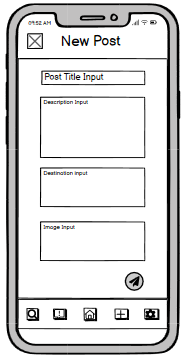 09:52 AM
New Post
Post Title Input
Description Input
Destination Input
Image Input